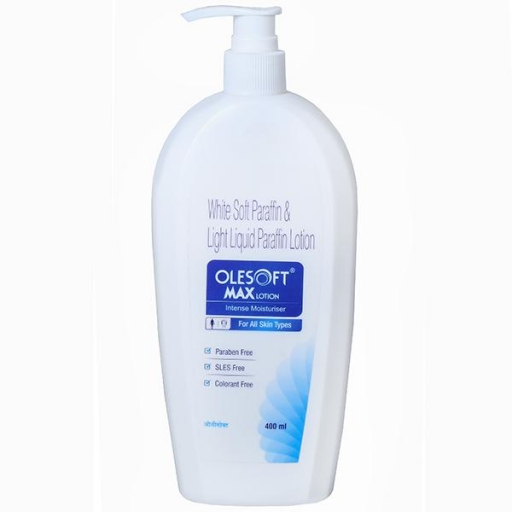 White Soft Paraffin &
Light Liquid Paraffin Lotion
OLESOFT®
MAX LOTION
Intense Moisturiser
For All Skin Types
Paraben Free
SLES Free
Colorant Free
400 ml